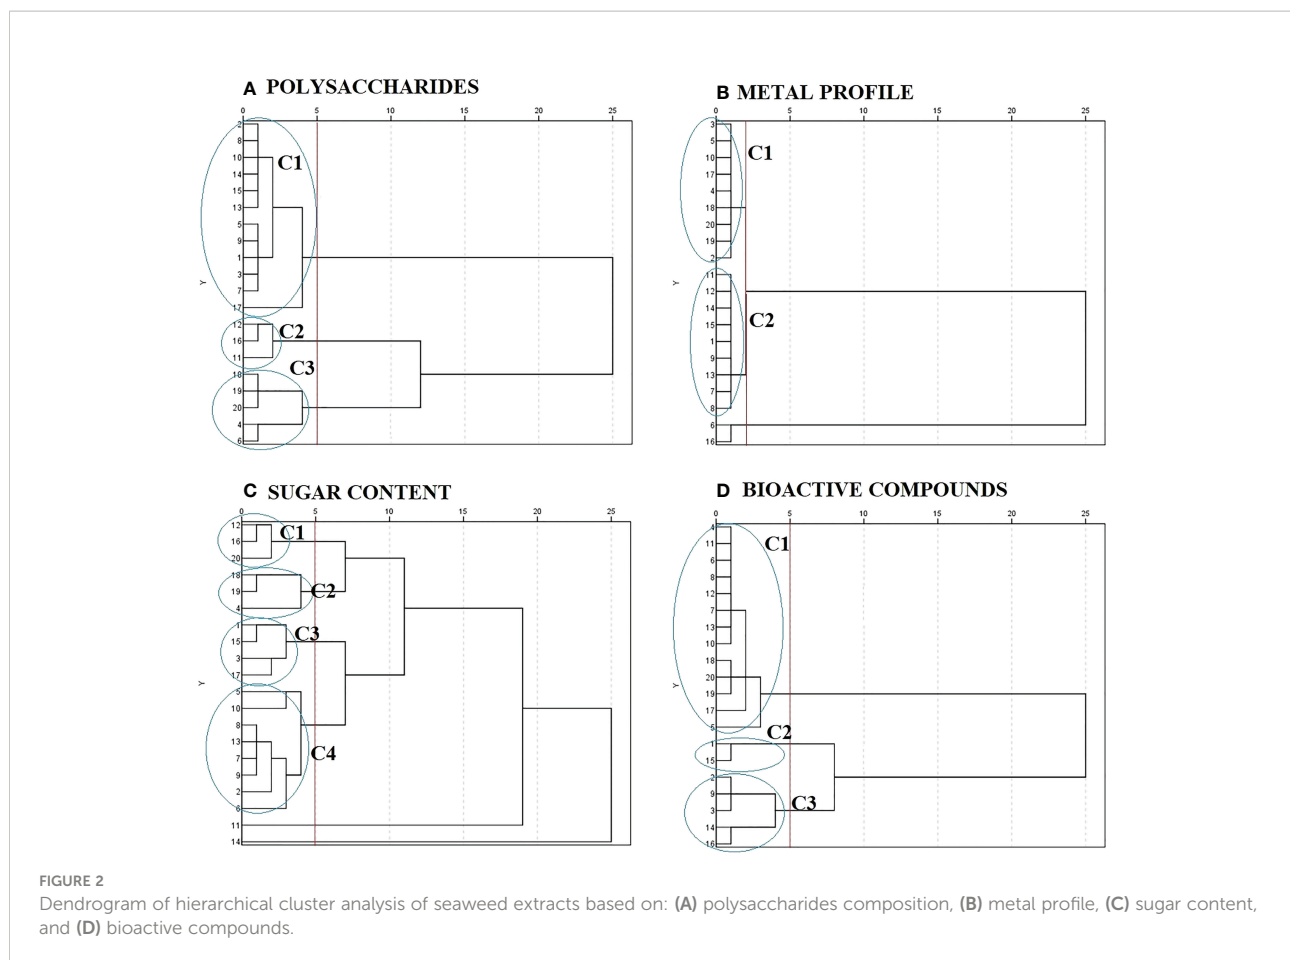 A POLYSACCHARIDES
0 5 10 15 20 25
2
8
10
14
15
13
5
9
1
3
7
17
12
16
11
18
19
20
4
6
C1
C2
C3
Y
B METAL PROFILE
0 5 10 15 20 25
3
5
10
17
4
18
20
19
2
11
12
14
15
1
9
13
7
8
6
16
C1
C2
Y
C SUGAR CONTENT
0 5 10 15 20 25
12
16
20
18
19
4
1
15
3
17
5
10
8
13
7
9
2
6
11
14
C1
C2
C3
C4
Y
D BIOACTIVE COMPOUNDS
0 5 10 15 20 25
4
11
6
8
12
7
13
10
18
20
19
17
5
1
15
2
9
3
14
16
C1
C2
C3
Y
FIGURE 2
Dendrogram of hierarchical cluster analysis of seaweed extracts based on: (A) polysaccharides composition, (B) metal profile, (C) sugar content,
and (D) bioactive compounds.